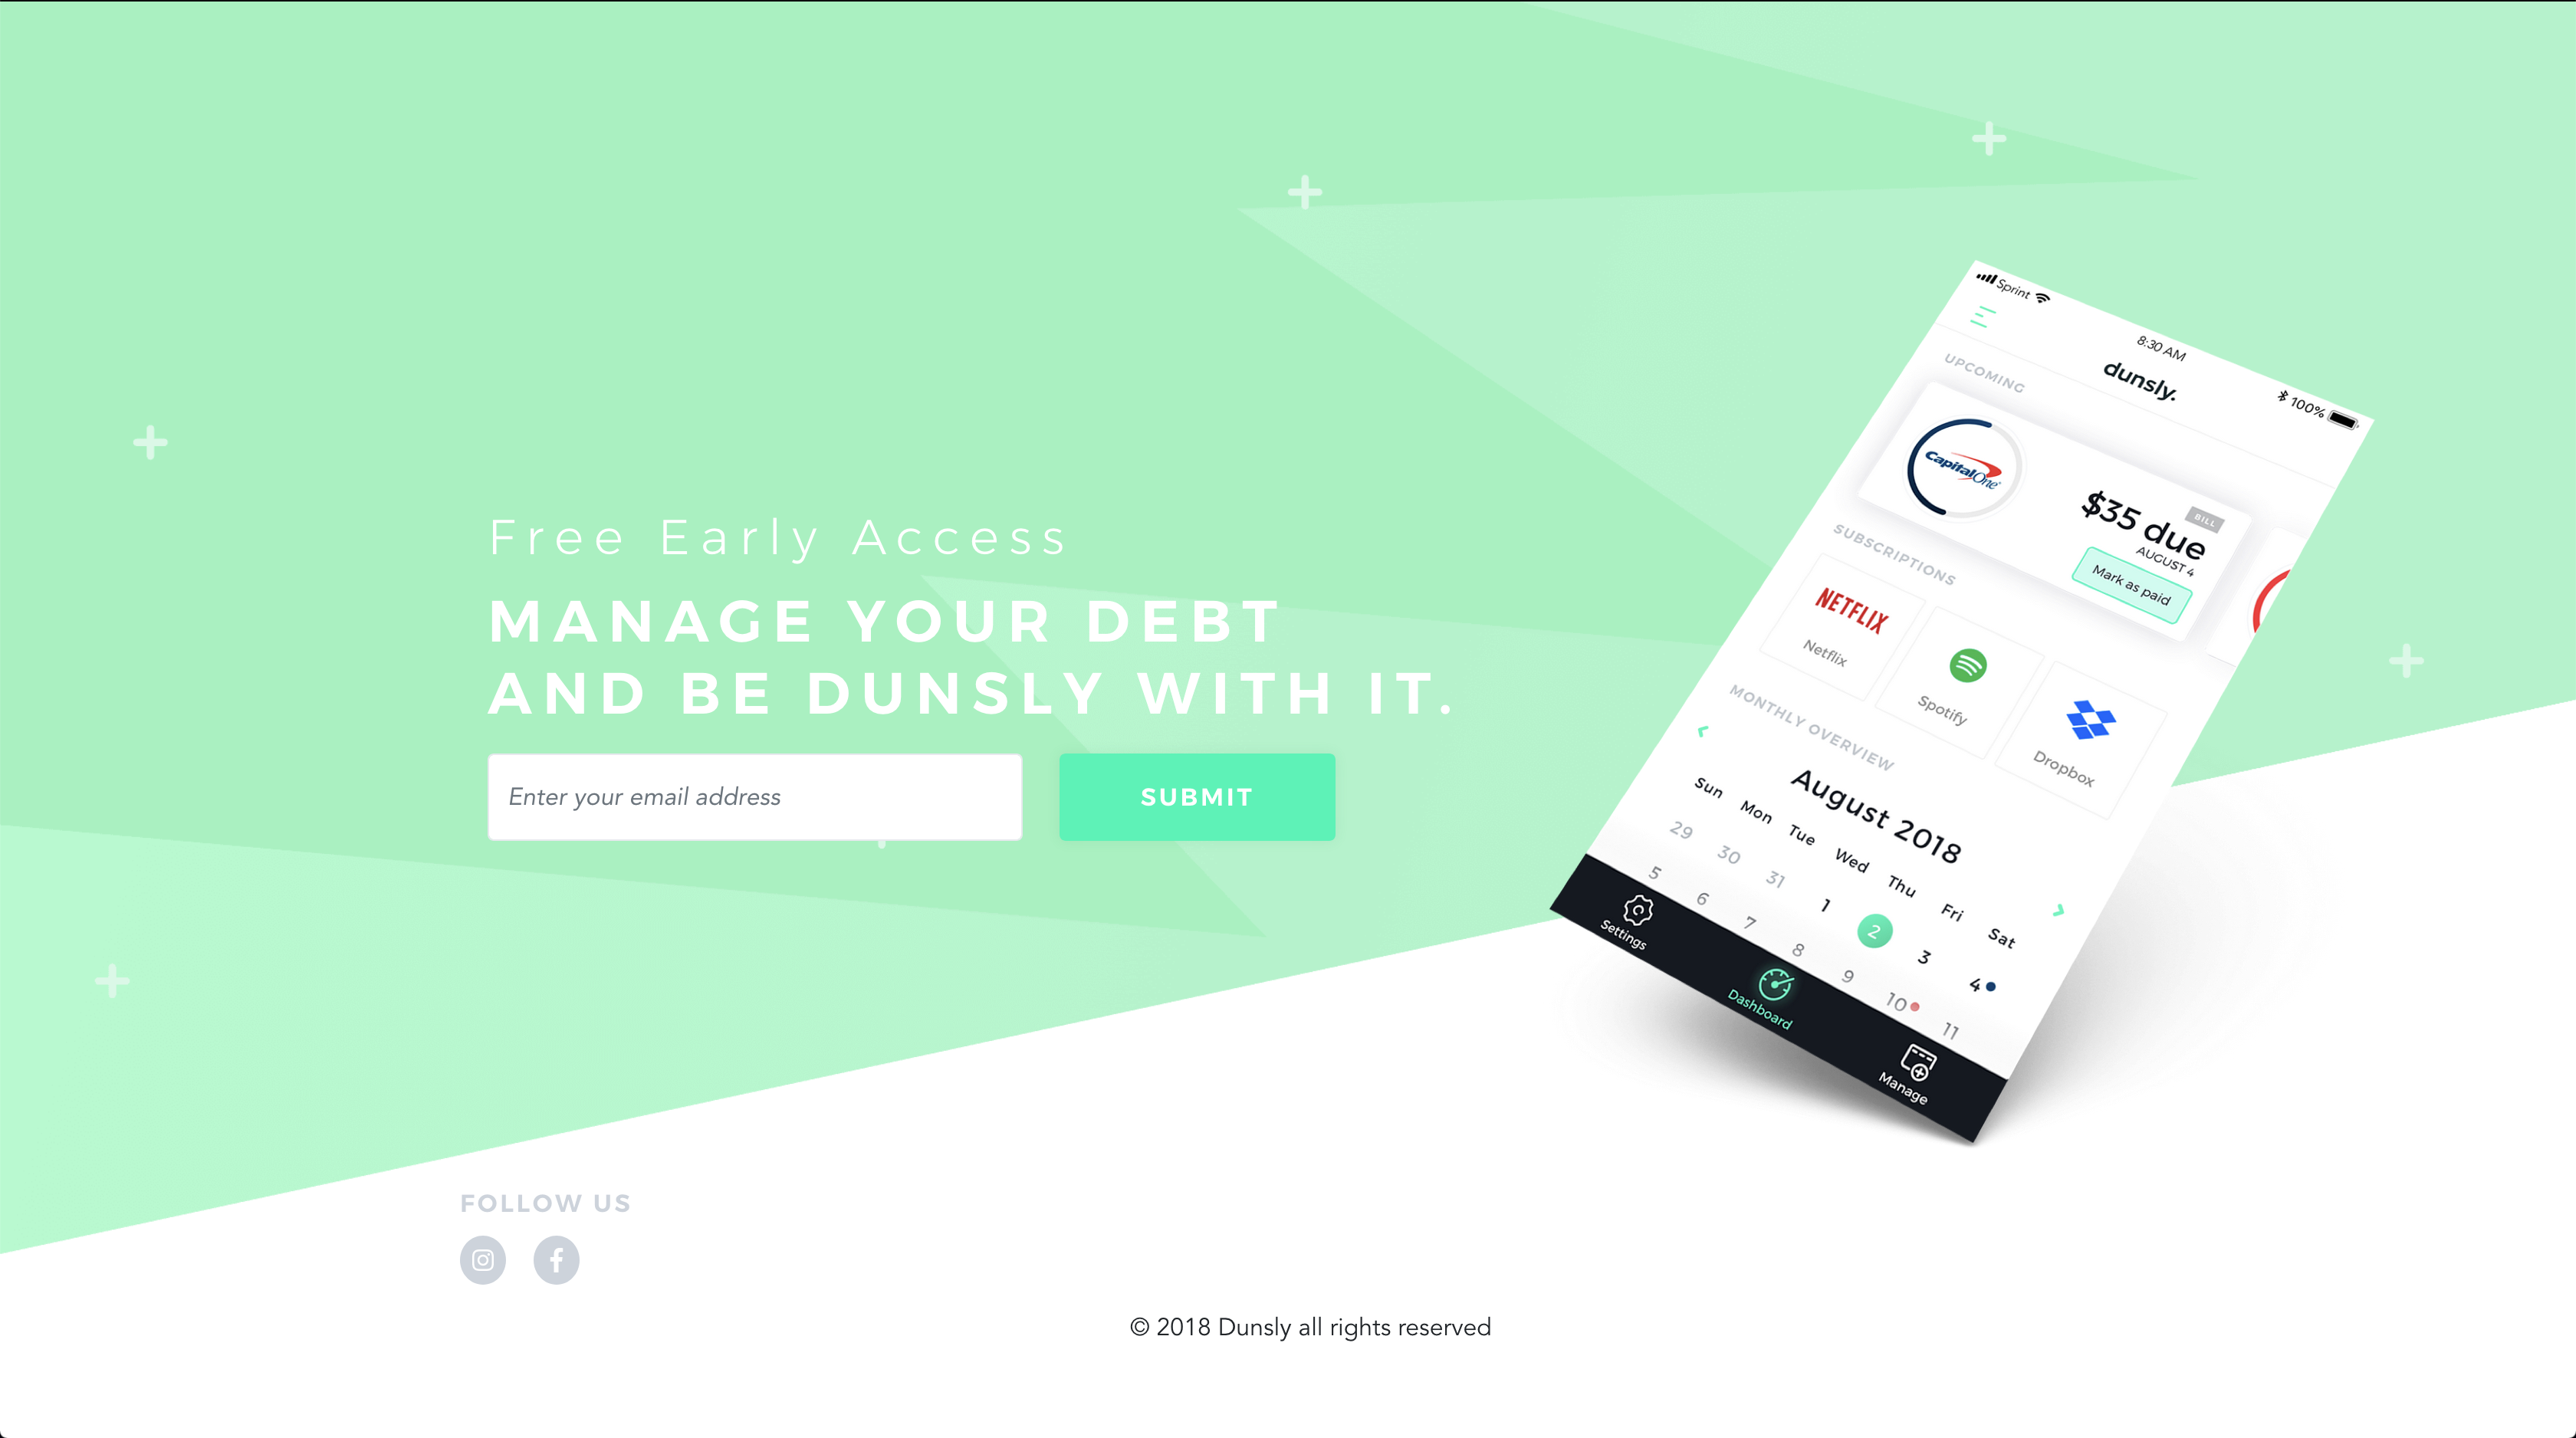 Free Early Access
MANAGE YOUR DEBT
AND BE DUNSLY WITH IT.
Enter your email address
SUBMIT
Sprint
8:30 AM
100%
dunsly.
UPCOMING
CapitalOne
BILL
$35 due
AUGUST 4
Mark as paid
SUBSCRIPTIONS
NETFLIX
Netflix
Spotify
Dropbox
MONTHLY OVERVIEW
August 2018
Sun Mon Tue Wed Thu Fri Sat
29 30 31 1 2 3 4
5 6 7 8 9 10 11
Settings
Dashboard
Manage
FOLLOW US
© 2018 Dunsly all rights reserved